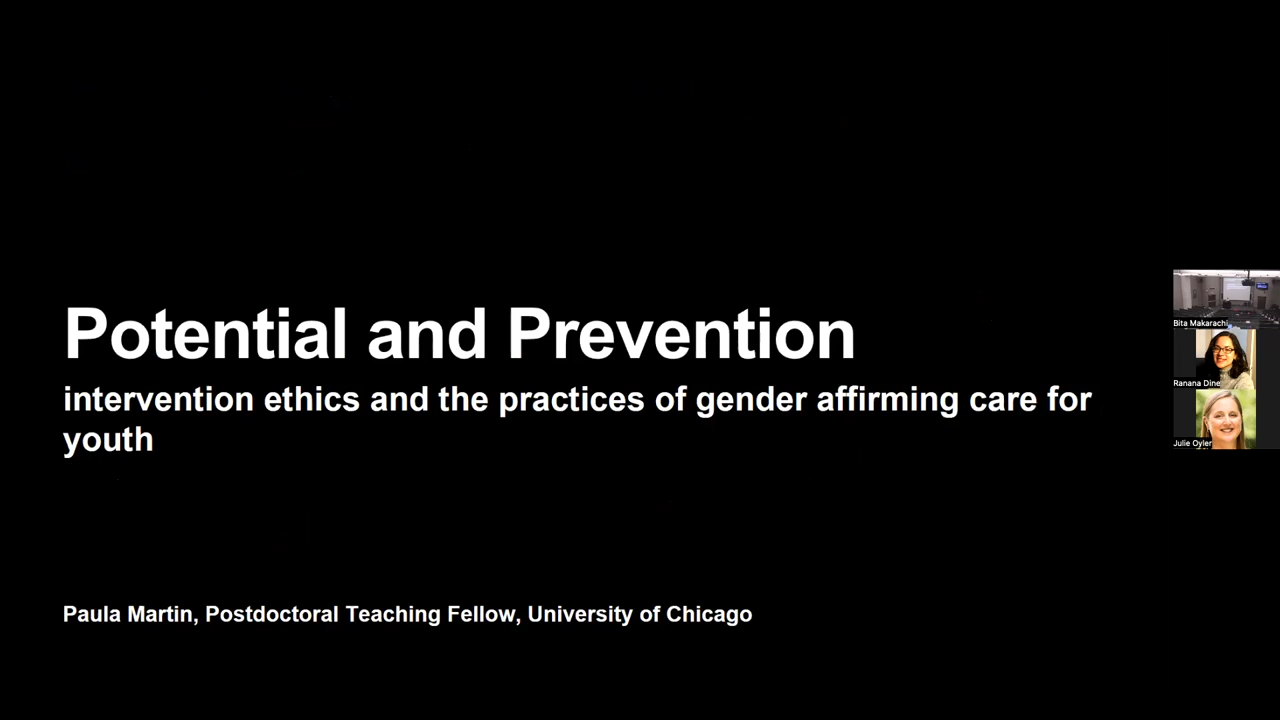 Potential and Prevention
intervention ethics and the practices of gender affirming care for
youth
Paula Martin, Postdoctoral Teaching Fellow, University of Chicago
Bita Makarachi
Ranana Dine
Julie Oyler